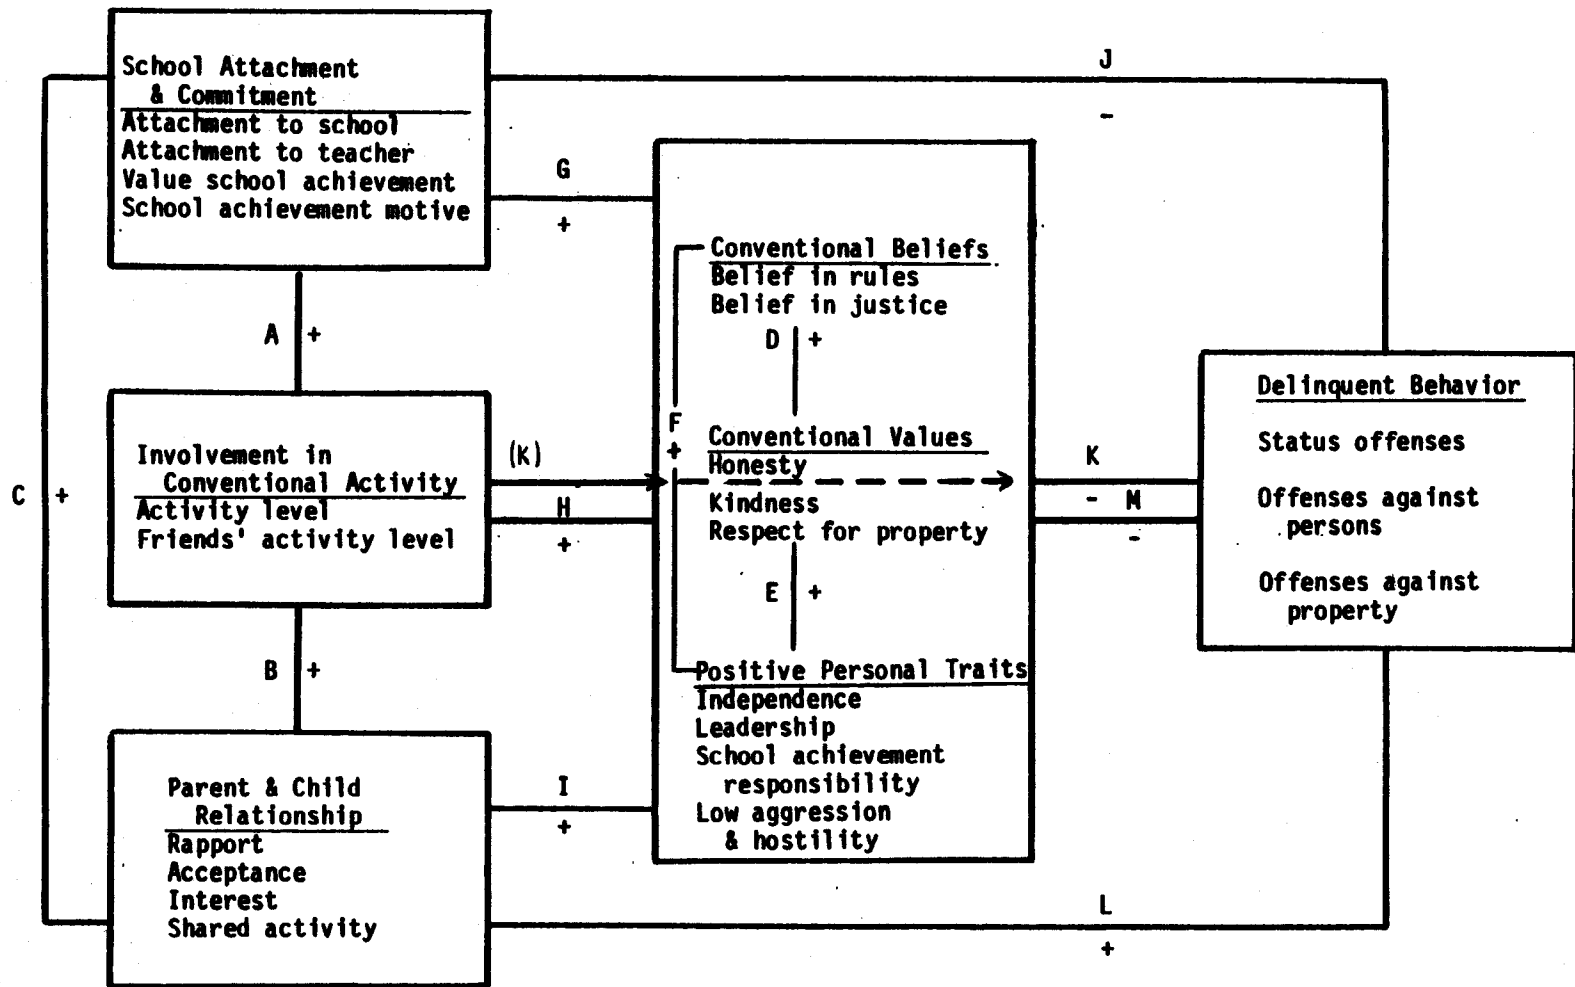 School Attachment
& Commitment
Attachment to school
Attachment to teacher
Value school achievement
School achievement motive
A +
Involvement in
Conventional Activity
Activity level
Friends' activity level
B +
Parent & Child
Relationship
Rapport
Acceptance
Interest
Shared activity
C +
G
+
(K)
H
+
I
+
Conventional Beliefs
Belief in rules
Belief in justice
D +
F
+
Conventional Values
Honesty
Kindness
Respect for property
E +
Positive Personal Traits
Independence
Leadership
School achievement
responsibility
Low aggression
& hostility
J
-
K
- M
-
L
+
Delinquent Behavior
Status offenses
Offenses against
persons
Offenses against
property